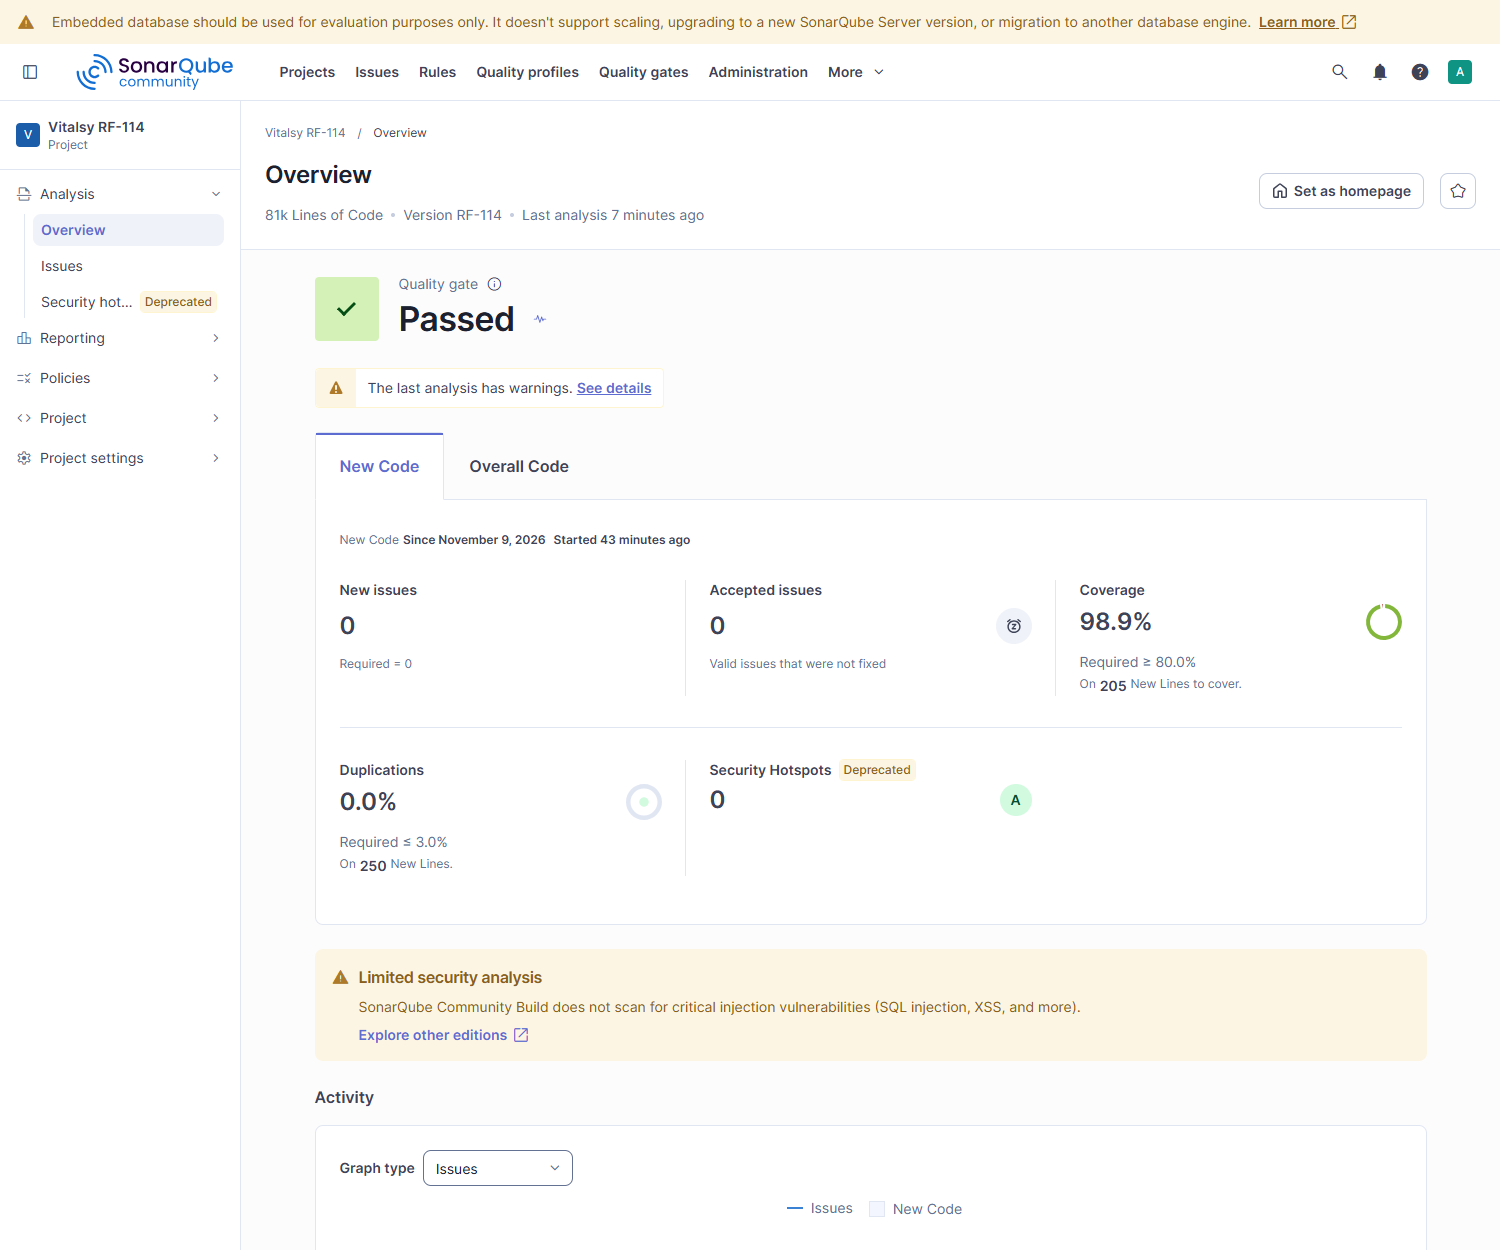 Embedded database should be used for evaluation purposes only. It doesn't support scaling, upgrading to a new SonarQube Server version, or migration to another database engine. Learn more
SonarQube community
Projects Issues Rules Quality profiles Quality gates Administration More
A
V
Vitalsy RF-114
Project
Analysis
Overview
Issues
Security hot... Deprecated
Reporting
Policies
Project
Project settings
Vitalsy RF-114 / Overview
Overview
81k Lines of Code • Version RF-114 • Last analysis 7 minutes ago
Set as homepage
Quality gate
Passed
The last analysis has warnings. See details
New Code Overall Code
New Code Since November 9, 2026 Started 43 minutes ago
New issues
0
Required = 0
Accepted issues
0
Valid issues that were not fixed
Coverage
98.9%
Required ≥ 80.0%
On 205 New Lines to cover.
Duplications
0.0%
Required ≤ 3.0%
On 250 New Lines.
Security Hotspots Deprecated
0
A
Limited security analysis
SonarQube Community Build does not scan for critical injection vulnerabilities (SQL injection, XSS, and more).
Explore other editions
Activity
Graph type Issues
Issues New Code